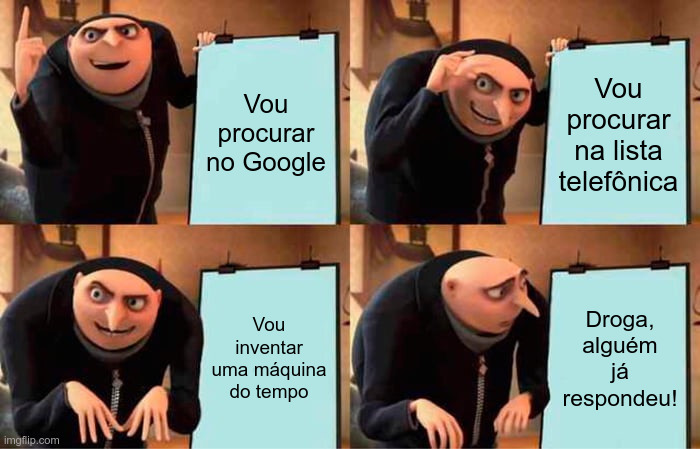 Vou
procurar
no Google
Vou
procurar
na lista
telefônica
Vou
inventar
uma máquina
do tempo
Droga,
alguém
já
respondeu!
imgflip.com